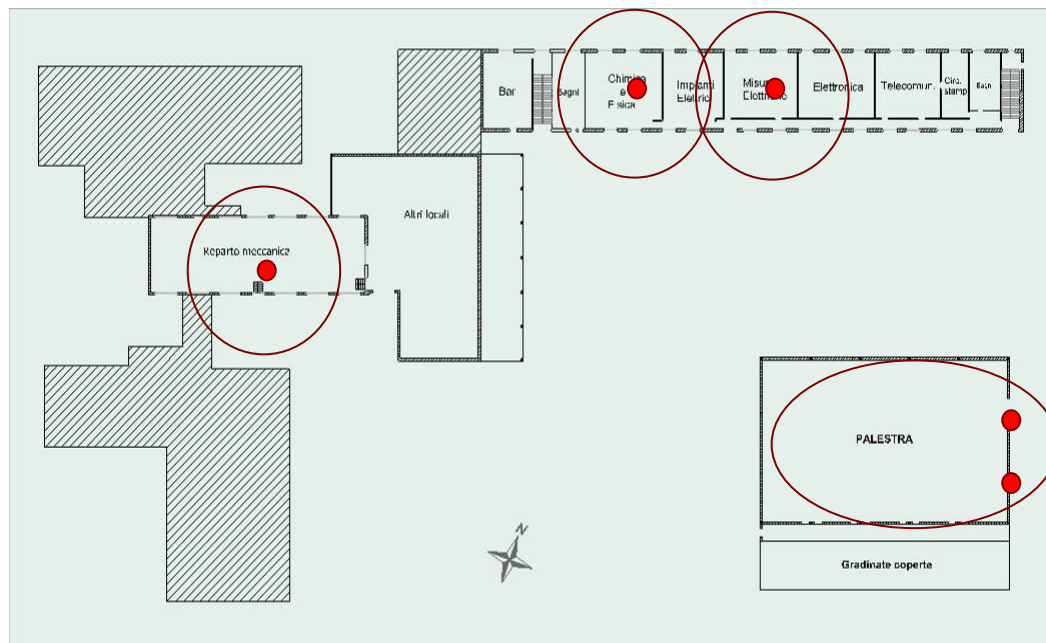 Bar
Bagni
Chimica
e
Fisica
Impianti
Elettrici
Misure
Elettriche
Elettronica
Telecomun.
Circ.
stamp
Bagni
Altri locali
Reparto meccanica
PALESTRA
N
Gradinate coperte